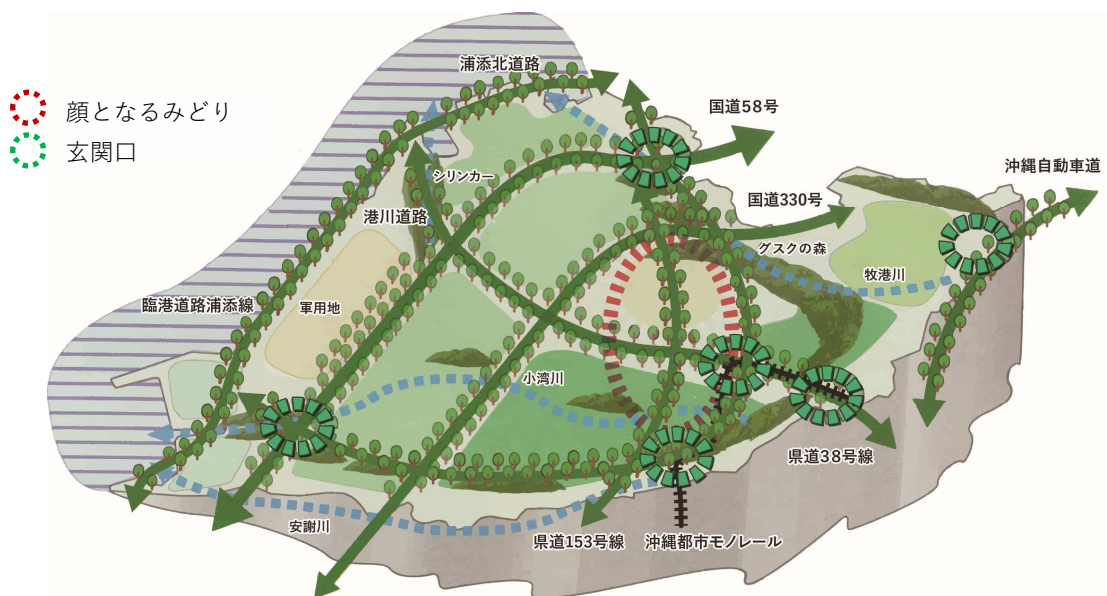 顔となるみどり
玄関口
浦添北道路
国道58号
沖縄自動車道
シリンカー
国道330号
港川道路
グスクの森
牧港川
臨港道路浦添線
軍用地
小湾川
県道38号線
安謝川
県道153号線
沖縄都市モノレール